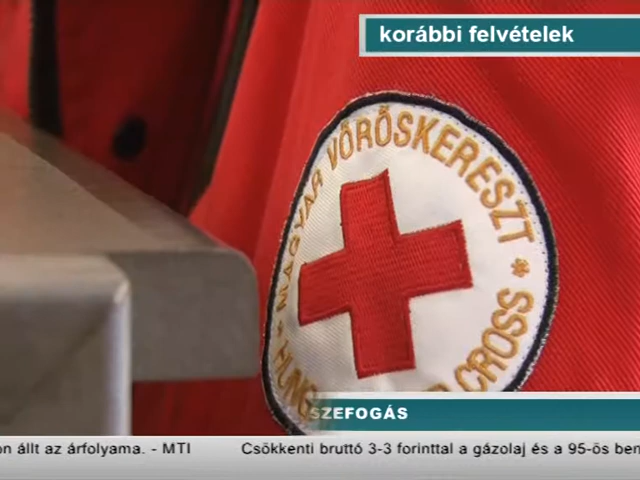 korábbi felvételek
MAGYAR VÖRÖSKERESZT *
* HUNG CROSS
SZEFOGÁS
on állt az árfolyama. - MTI Csökkenti bruttó 3-3 forinttal a gázolaj és a 95-ös ben